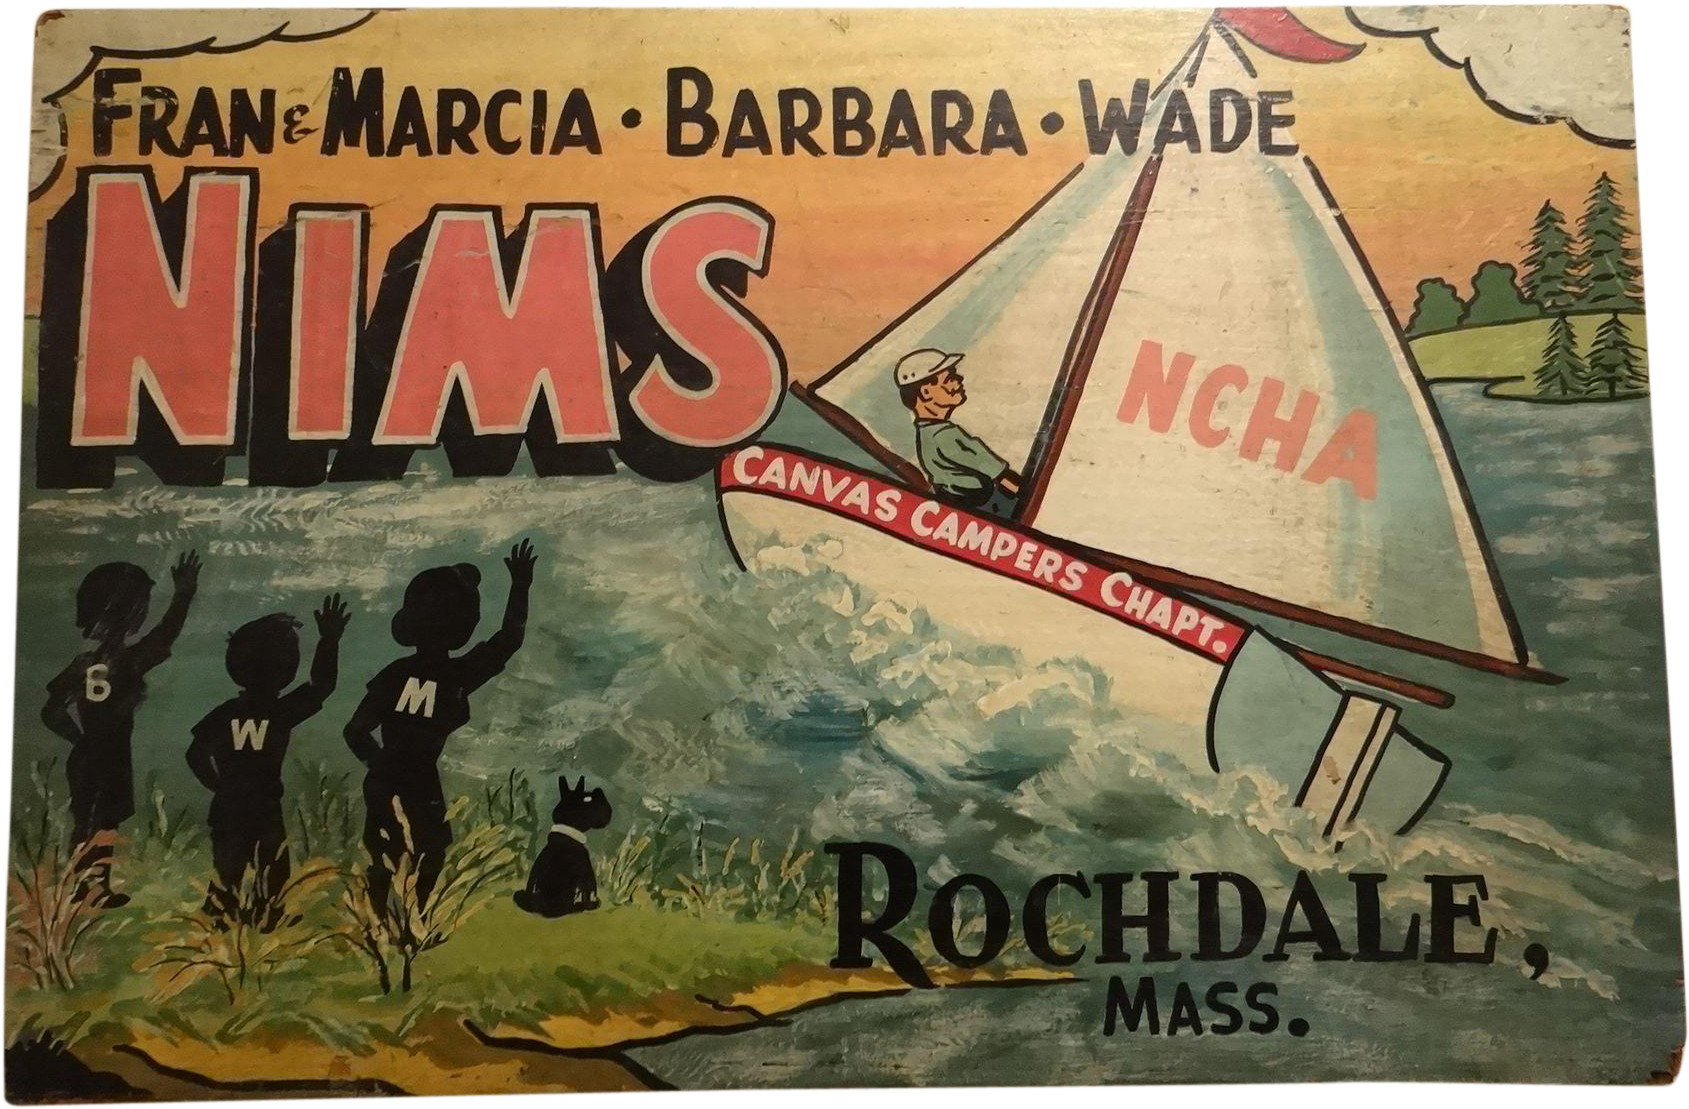 FRAN & MARCIA • BARBARA • WADE
NIMS
NCHA
CANVAS CAMPERS CHAPT.
B
W
M
ROCHDALE,
MASS.